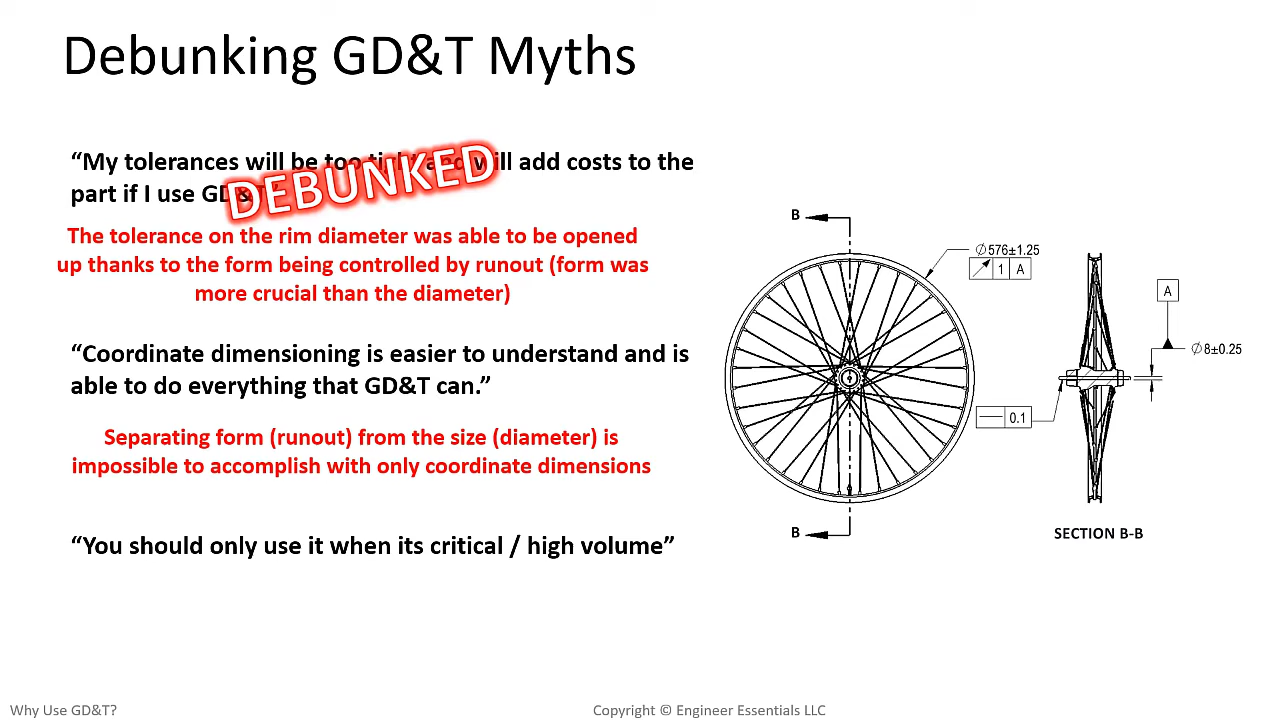 Debunking GD&T Myths
“My tolerances will be too tight and will add costs to the
part if I use GD&T”
DEBUNKED
The tolerance on the rim diameter was able to be opened
up thanks to the form being controlled by runout (form was
more crucial than the diameter)
“Coordinate dimensioning is easier to understand and is
able to do everything that GD&T can.”
Separating form (runout) from the size (diameter) is
impossible to accomplish with only coordinate dimensions
“You should only use it when its critical / high volume”
B
∅576±1.25
↗ 1 A
A
∅8±0.25
⏤ 0.1
B
SECTION B-B
Why Use GD&T?
Copyright © Engineer Essentials LLC